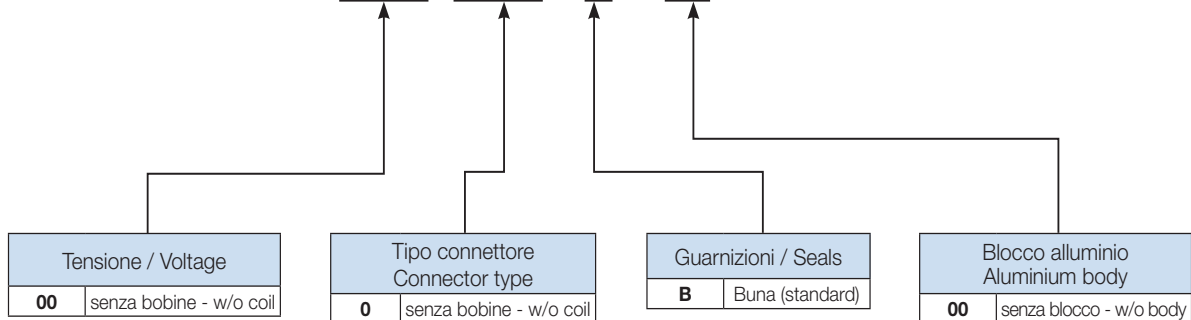 Tensione / Voltage
00 senza bobine - w/o coil
Tipo connettore
Connector type
0 senza bobine - w/o coil
Guarnizioni / Seals
B Buna (standard)
Blocco alluminio
Aluminium body
00 senza blocco - w/o body